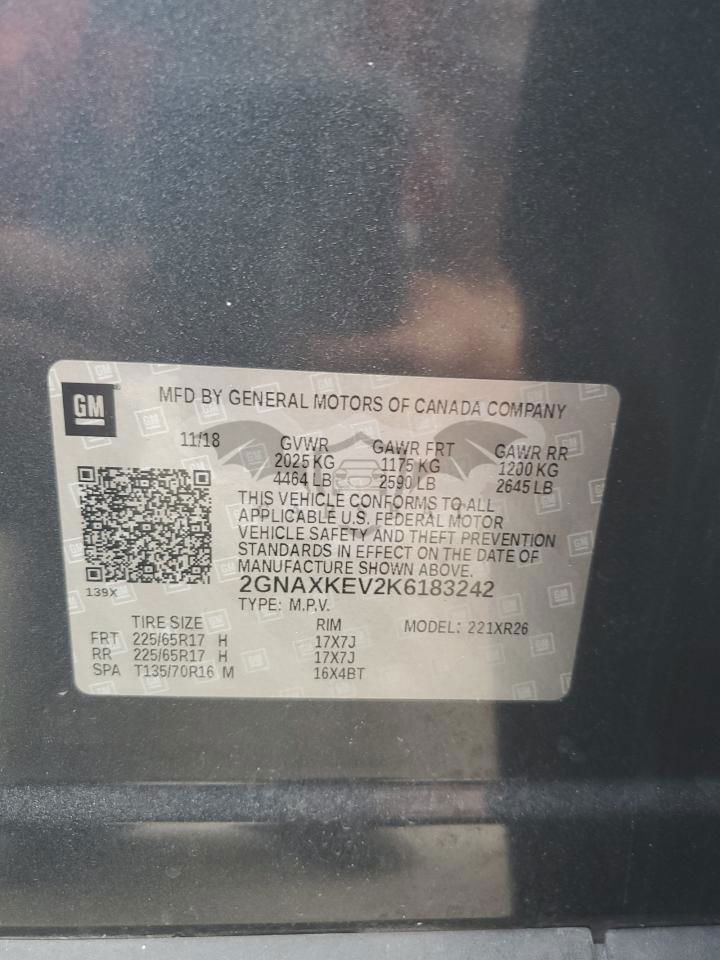 GM
MFD BY GENERAL MOTORS OF CANADA COMPANY
11/18 GVWR GAWR FRT GAWR RR
2025 KG 1175 KG 1200 KG
4464 LB 2590 LB 2645 LB
THIS VEHICLE CONFORMS TO ALL
APPLICABLE U.S. FEDERAL MOTOR
VEHICLE SAFETY AND THEFT PREVENTION
STANDARDS IN EFFECT ON THE DATE OF
MANUFACTURE SHOWN ABOVE.
139X 2GNAXKEV2K6183242
TYPE: M.P.V.
TIRE SIZE RIM MODEL: 221XR26
FRT 225/65R17 H 17X7J
RR 225/65R17 H 17X7J
SPA T135/70R16 M 16X4BT